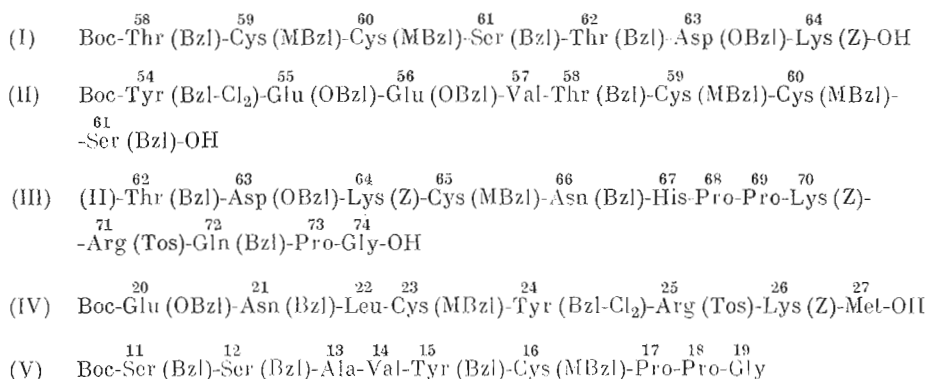 58 59 60 61 62 63 64
(I) Boc-Thr (Bzl)-Cys (MBzl)-Cys (MBzl)-Ser (Bzl)-Thr (Bzl)-Asp (OBzl)-Lys (Z)-OH
54 55 56 57 58 59 60
(II) Boc-Tyr (Bzl-Cl₂)-Glu (OBzl)-Glu (OBzl)-Val-Thr (Bzl)-Cys (MBzl)-Cys (MBzl)-
61
-Ser (Bzl)-OH
62 63 64 65 66 67 68 69 70
(III) (II)-Thr (Bzl)-Asp (OBzl)-Lys (Z)-Cys (MBzl)-Asn (Bzl)-His-Pro-Pro-Lys (Z)-
71 72 73 74
-Arg (Tos)-Gln (Bzl)-Pro-Gly-OH
20 21 22 23 24 25 26 27
(IV) Boc-Glu (OBzl)-Asn (Bzl)-Leu-Cys (MBzl)-Tyr (Bzl-Cl₂)-Arg (Tos)-Lys (Z)-Met-OH
11 12 13 14 15 16 17 18 19
(V) Boc-Ser (Bzl)-Ser (Bzl)-Ala-Val-Tyr (Bzl)-Cys (MBzl)-Pro-Pro-Gly